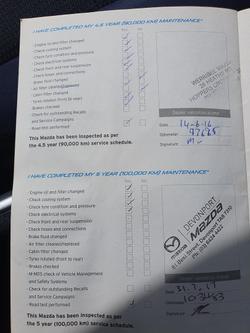 I HAVE COMPLETED MY 4.5 YEAR (90,000 KM) MAINTENANCE*
Engine oil and filter changed
Check cooling system
Check tyre condition and pressure
Check electrical systems
Check front and rear suspension
Check hoses and connections
Brake fluid changed
Air filter cleaned
Cabin filter changed
Tyres rotated (front to rear)
Brakes checked
Check for outstanding Recalls
and Service Campaigns
Road test performed
Date
14-6-16
Odometer
Signature
This Mazda has been inspected as per
the 4.5 year (90,000 km) service schedule.
I HAVE COMPLETED MY 5 YEAR (100,000 KM) MAINTENANCE*
Engine oil and filter changed
Check cooling system
Check tyre condition and pressure
Check electrical systems
Check front and rear suspension
Check hoses and connections
Brake fluid changed
Air filter cleaned/replaced
Cabin filter changed
Tyres rotated (front to rear)
Brakes checked
M-MDS check of Vehicle Management
and Safety Systems
Check for outstanding Recalls
and Service Campaigns
Road test performed
DEVONPORT
mazda
This Mazda has been inspected as per
the 5 year (100,000 km) service schedule.